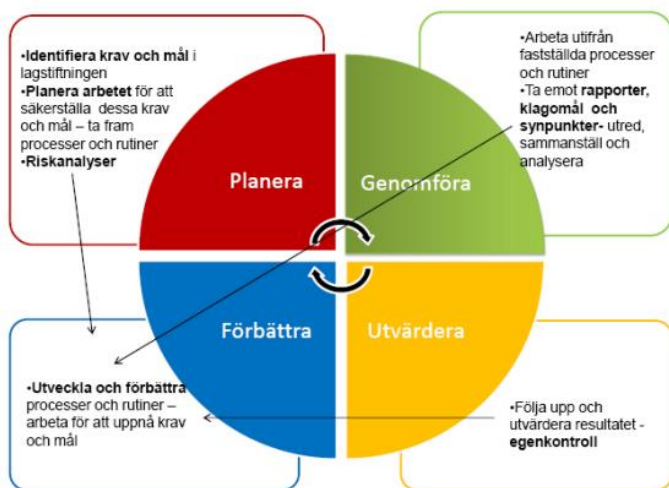 •Identifiera krav och mål i
lagstiftningen
•Planera arbetet för att
säkerställa dessa krav
och mål – ta fram
processer och rutiner
•Riskanalyser
•Arbeta utifrån
fastställda processer
och rutiner
•Ta emot rapporter,
klagomål och
synpunkter- utred,
sammanställ och
analysera
Planera
Genomföra
Förbättra
Utvärdera
•Utveckla och förbättra
processer och rutiner –
arbeta för att uppnå krav
och mål
•Följa upp och
utvärdera resultatet -
egenkontroll